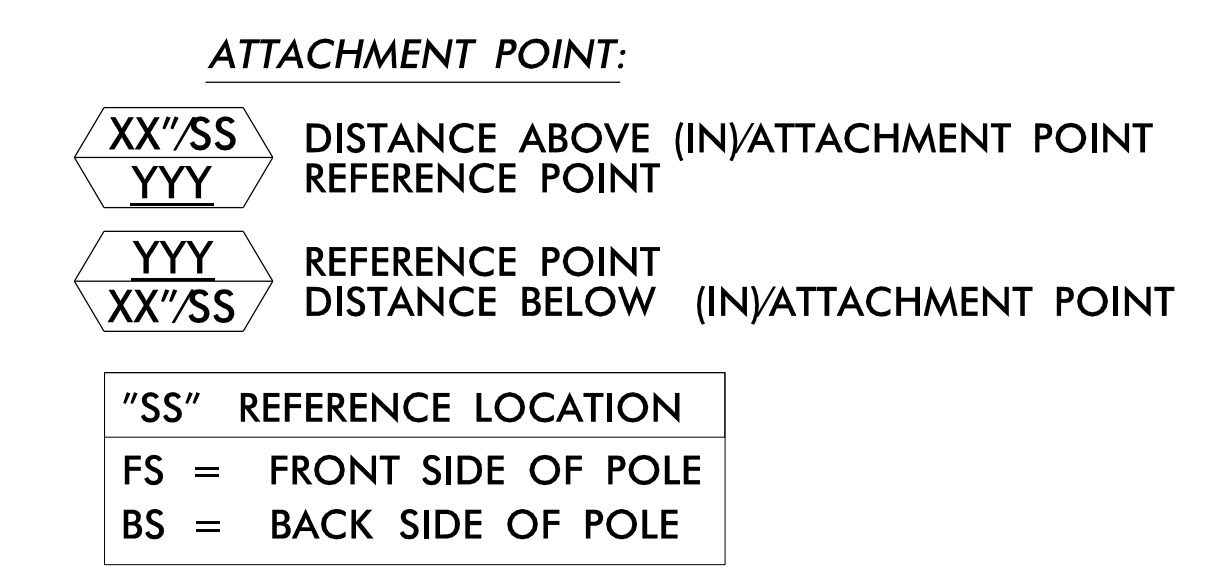 ATTACHMENT POINT:
XX"/SS DISTANCE ABOVE (IN)/ATTACHMENT POINT
YYY REFERENCE POINT
YYY REFERENCE POINT
XX"/SS DISTANCE BELOW (IN)/ATTACHMENT POINT
"SS" REFERENCE LOCATION
FS = FRONT SIDE OF POLE
BS = BACK SIDE OF POLE